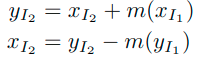 y_{I_2} = x_{I_2} + m(x_{I_1})
x_{I_2} = y_{I_2} − m(y_{I_1})